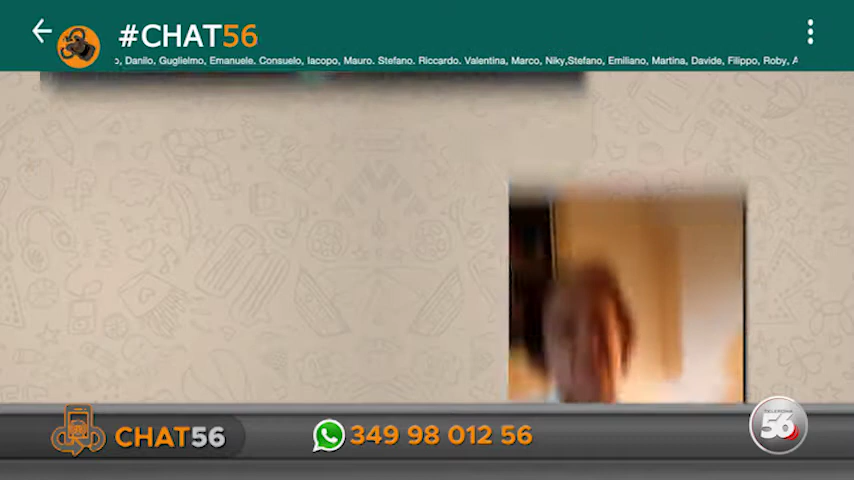 #CHAT56
, Danilo, Guglielmo, Emanuele. Consuelo, Iacopo, Mauro. Stefano. Riccardo. Valentina, Marco, Niky,Stefano, Emiliano, Martina, Davide, Filippo, Roby,
CHAT56
349 98 012 56
56